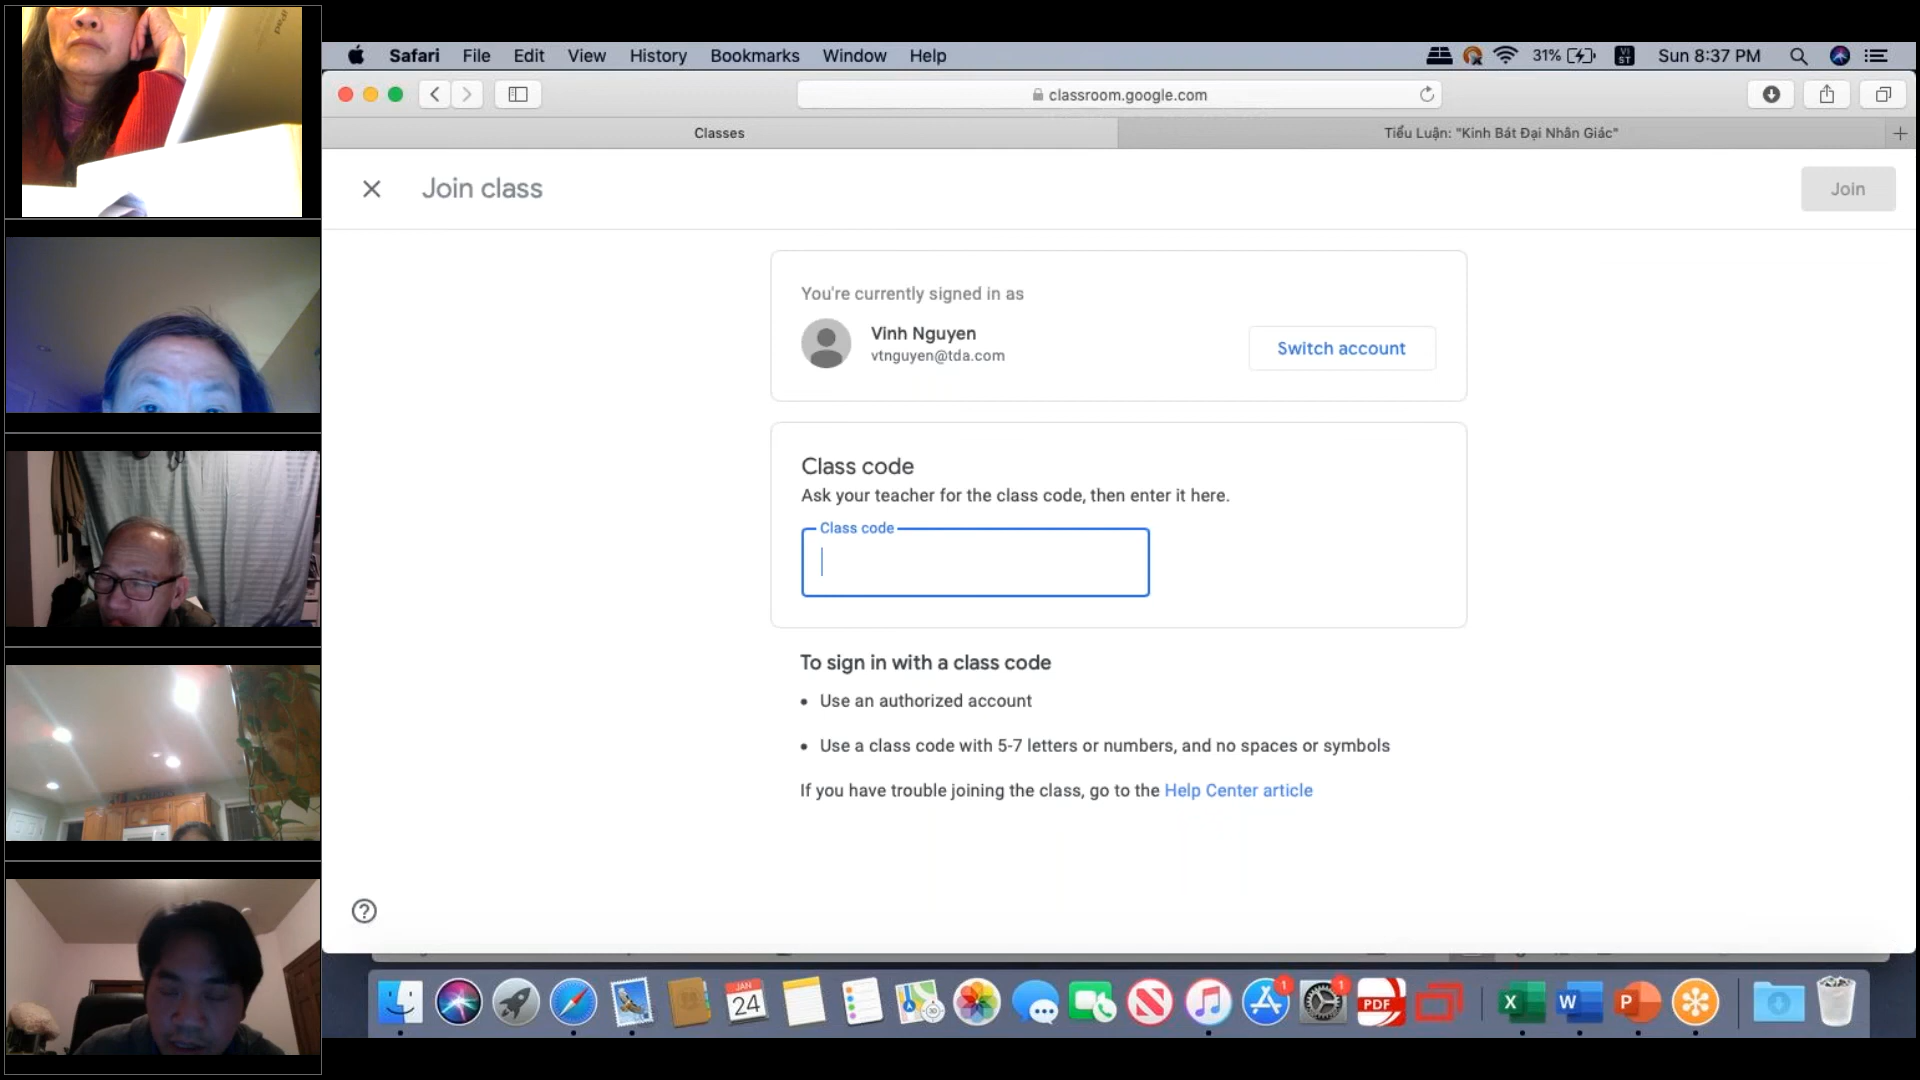 iPad
Safari File Edit View History Bookmarks Window Help
31% VI ST Sun 8:37 PM
classroom.google.com
Classes
Tiểu Luận: "Kinh Bát Đại Nhân Giác"
Join class
Join
You're currently signed in as
Vinh Nguyen
vtnguyen@tda.com
Switch account
Class code
Ask your teacher for the class code, then enter it here.
Class code
To sign in with a class code
• Use an authorized account
• Use a class code with 5-7 letters or numbers, and no spaces or symbols
If you have trouble joining the class, go to the Help Center article
JAN
24
1
1
PDF
X
W
P